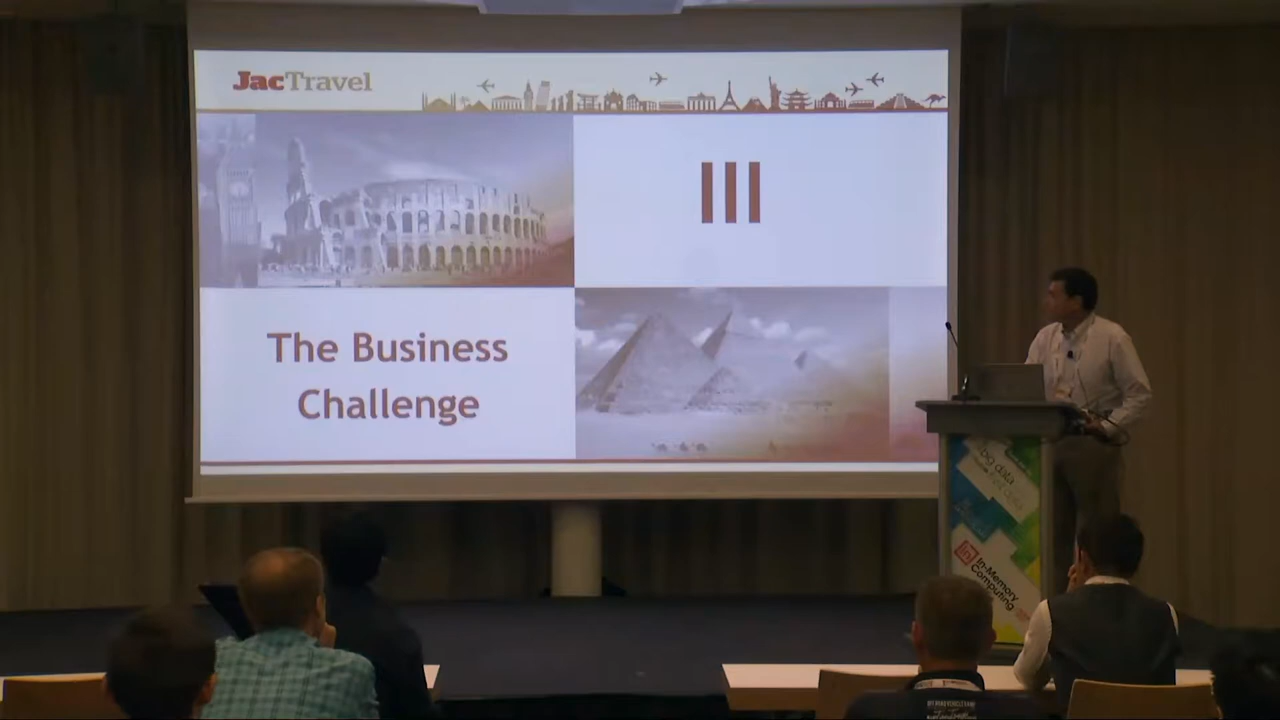 JacTravel
III
The Business
Challenge
big data
In-Memory
Computing